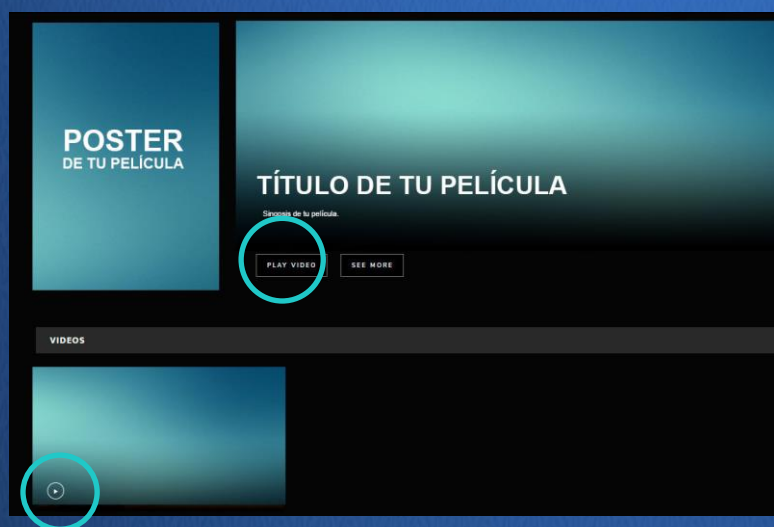 POSTER
DE TU PELÍCULA
TÍTULO DE TU PELÍCULA
Sinopsis de tu película.
PLAY VIDEO
SEE MORE
VIDEOS